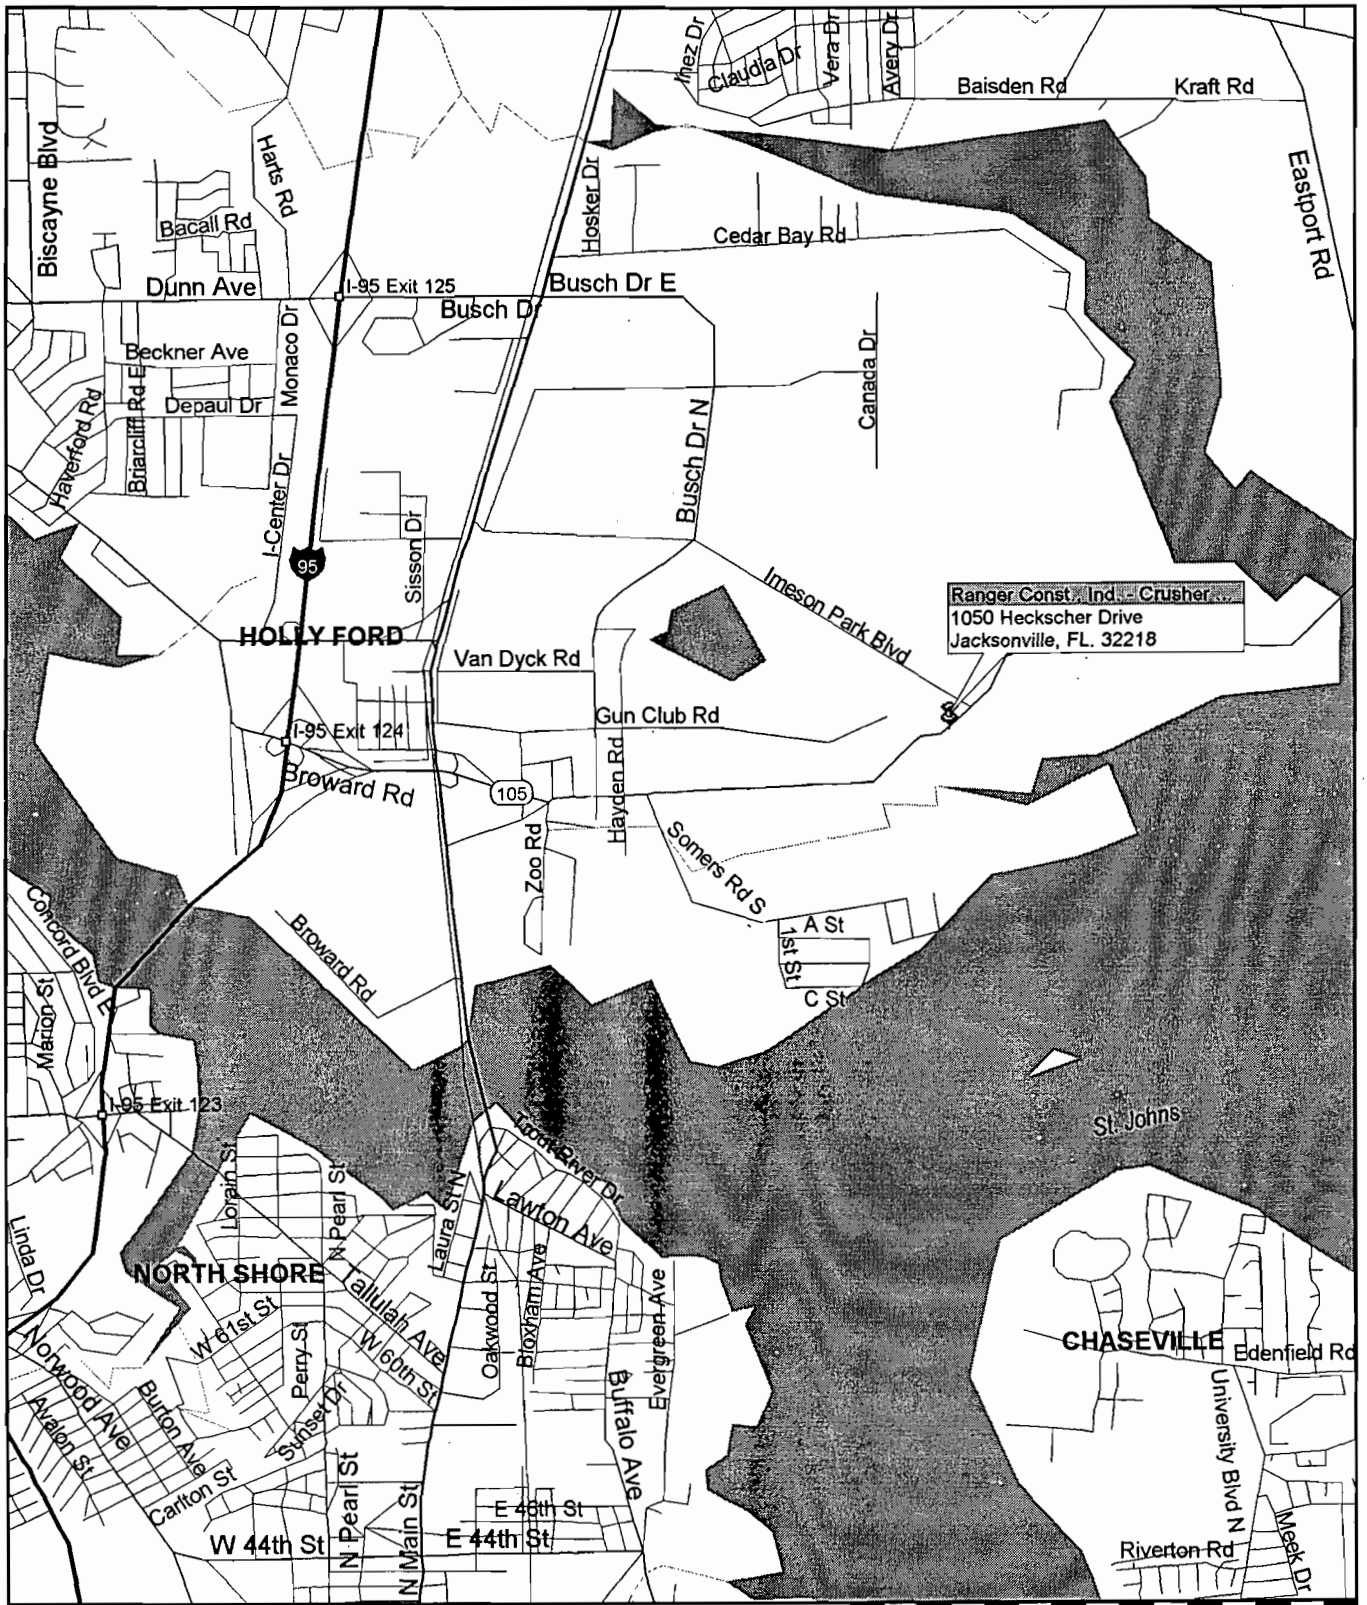 Inez Dr
Claudia Dr
Vera Dr
Avery Dr
Baisden Rd
Kraft Rd
Biscayne Blvd
Harts Rd
Hosker Dr
Eastport Rd
Bacall Rd
Cedar Bay Rd
Dunn Ave
I-95 Exit 125
Busch Dr E
Busch Dr
Monaco Dr
Beckner Ave
Canada Dr
Briarcliff Rd E
Depaul Dr
Haverford Rd
Busch Dr N
I-Center Dr
Sisson Dr
95
Imeson Park Blvd
Ranger Const., Ind. - Crusher ...
1050 Heckscher Drive
Jacksonville, FL. 32218
HOLLY FORD
Van Dyck Rd
Gun Club Rd
I-95 Exit 124
Hayden Rd
Broward Rd
105
Zoo Rd
Somers Rd S
Concord Blvd E
Broward Rd
A St
1st St
C St
Marion St
I-95 Exit 123
St. Johns
Trout River Dr
Lorain St
N Pearl St
Laura St N
Lawton Ave
Linda Dr
NORTH SHORE
Tallulah Ave
Oakwood St
Bloxham Ave
Evergreen Ave
W 61st St
W 60th St
Perry St
CHASEVILLE
Edenfield Rd
Norwood Ave
Avalon St
Burton Ave
Sunset Dr
Buffalo Ave
University Blvd N
Carlton St
N Pearl St
N Main St
E 46th St
W 44th St
E 44th St
Riverton Rd
Meek Dr